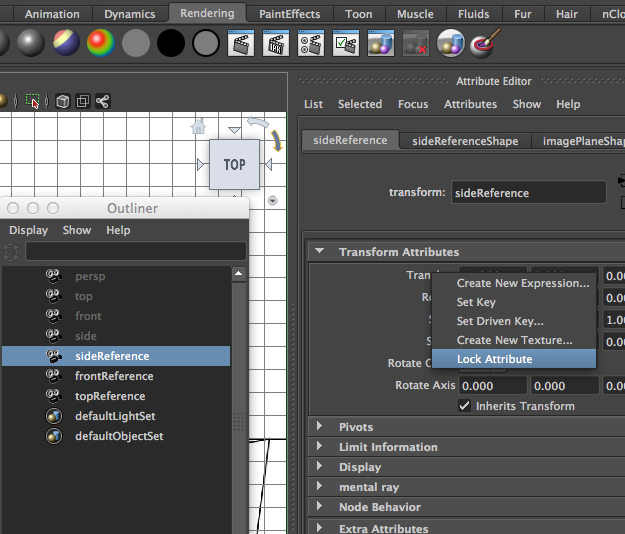 Animation Dynamics Rendering PaintEffects Toon Muscle Fluids Fur Hair nClo
IPR
Attribute Editor
List Selected Focus Attributes Show Help
sideReference sideReferenceShape imagePlaneShap
TOP
transform: sideReference
Outliner
Display Show Help
Transform Attributes
persp
top
front
side
sideReference
frontReference
topReference
defaultLightSet
defaultObjectSet
Trans 0.00
Ro 0.00
S 1.00
S 0.00
Create New Expression...
Set Key
Set Driven Key...
Create New Texture...
Lock Attribute
Rotate O
Rotate Axis 0.000 0.000 0.00
Inherits Transform
Pivots
Limit Information
Display
mental ray
Node Behavior
Extra Attributes